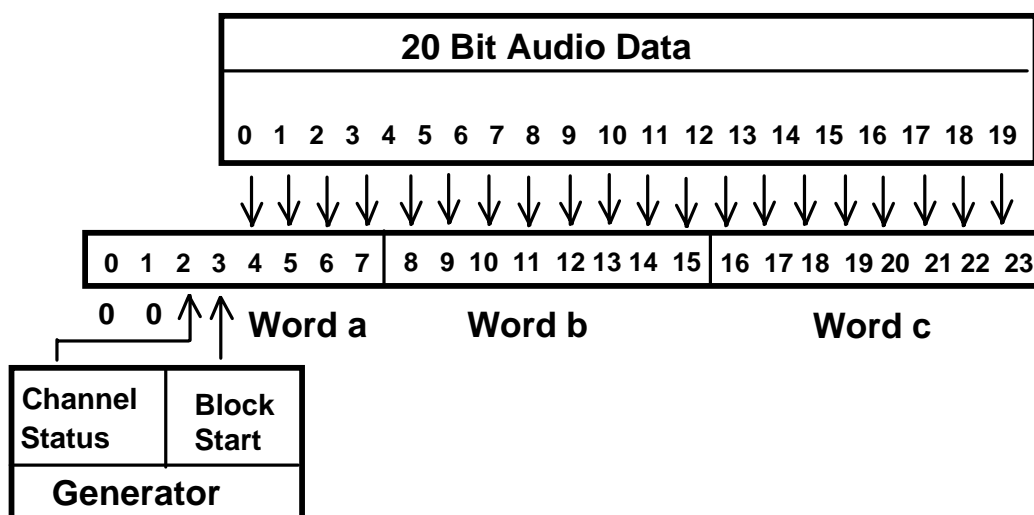 20 Bit Audio Data
0 1 2 3 4 5 6 7 8 9 10 11 12 13 14 15 16 17 18 19
0 1 2 3 4 5 6 7 8 9 10 11 12 13 14 15 16 17 18 19 20 21 22 23
0 0 Word a Word b Word c
Channel Status
Block Start
Generator